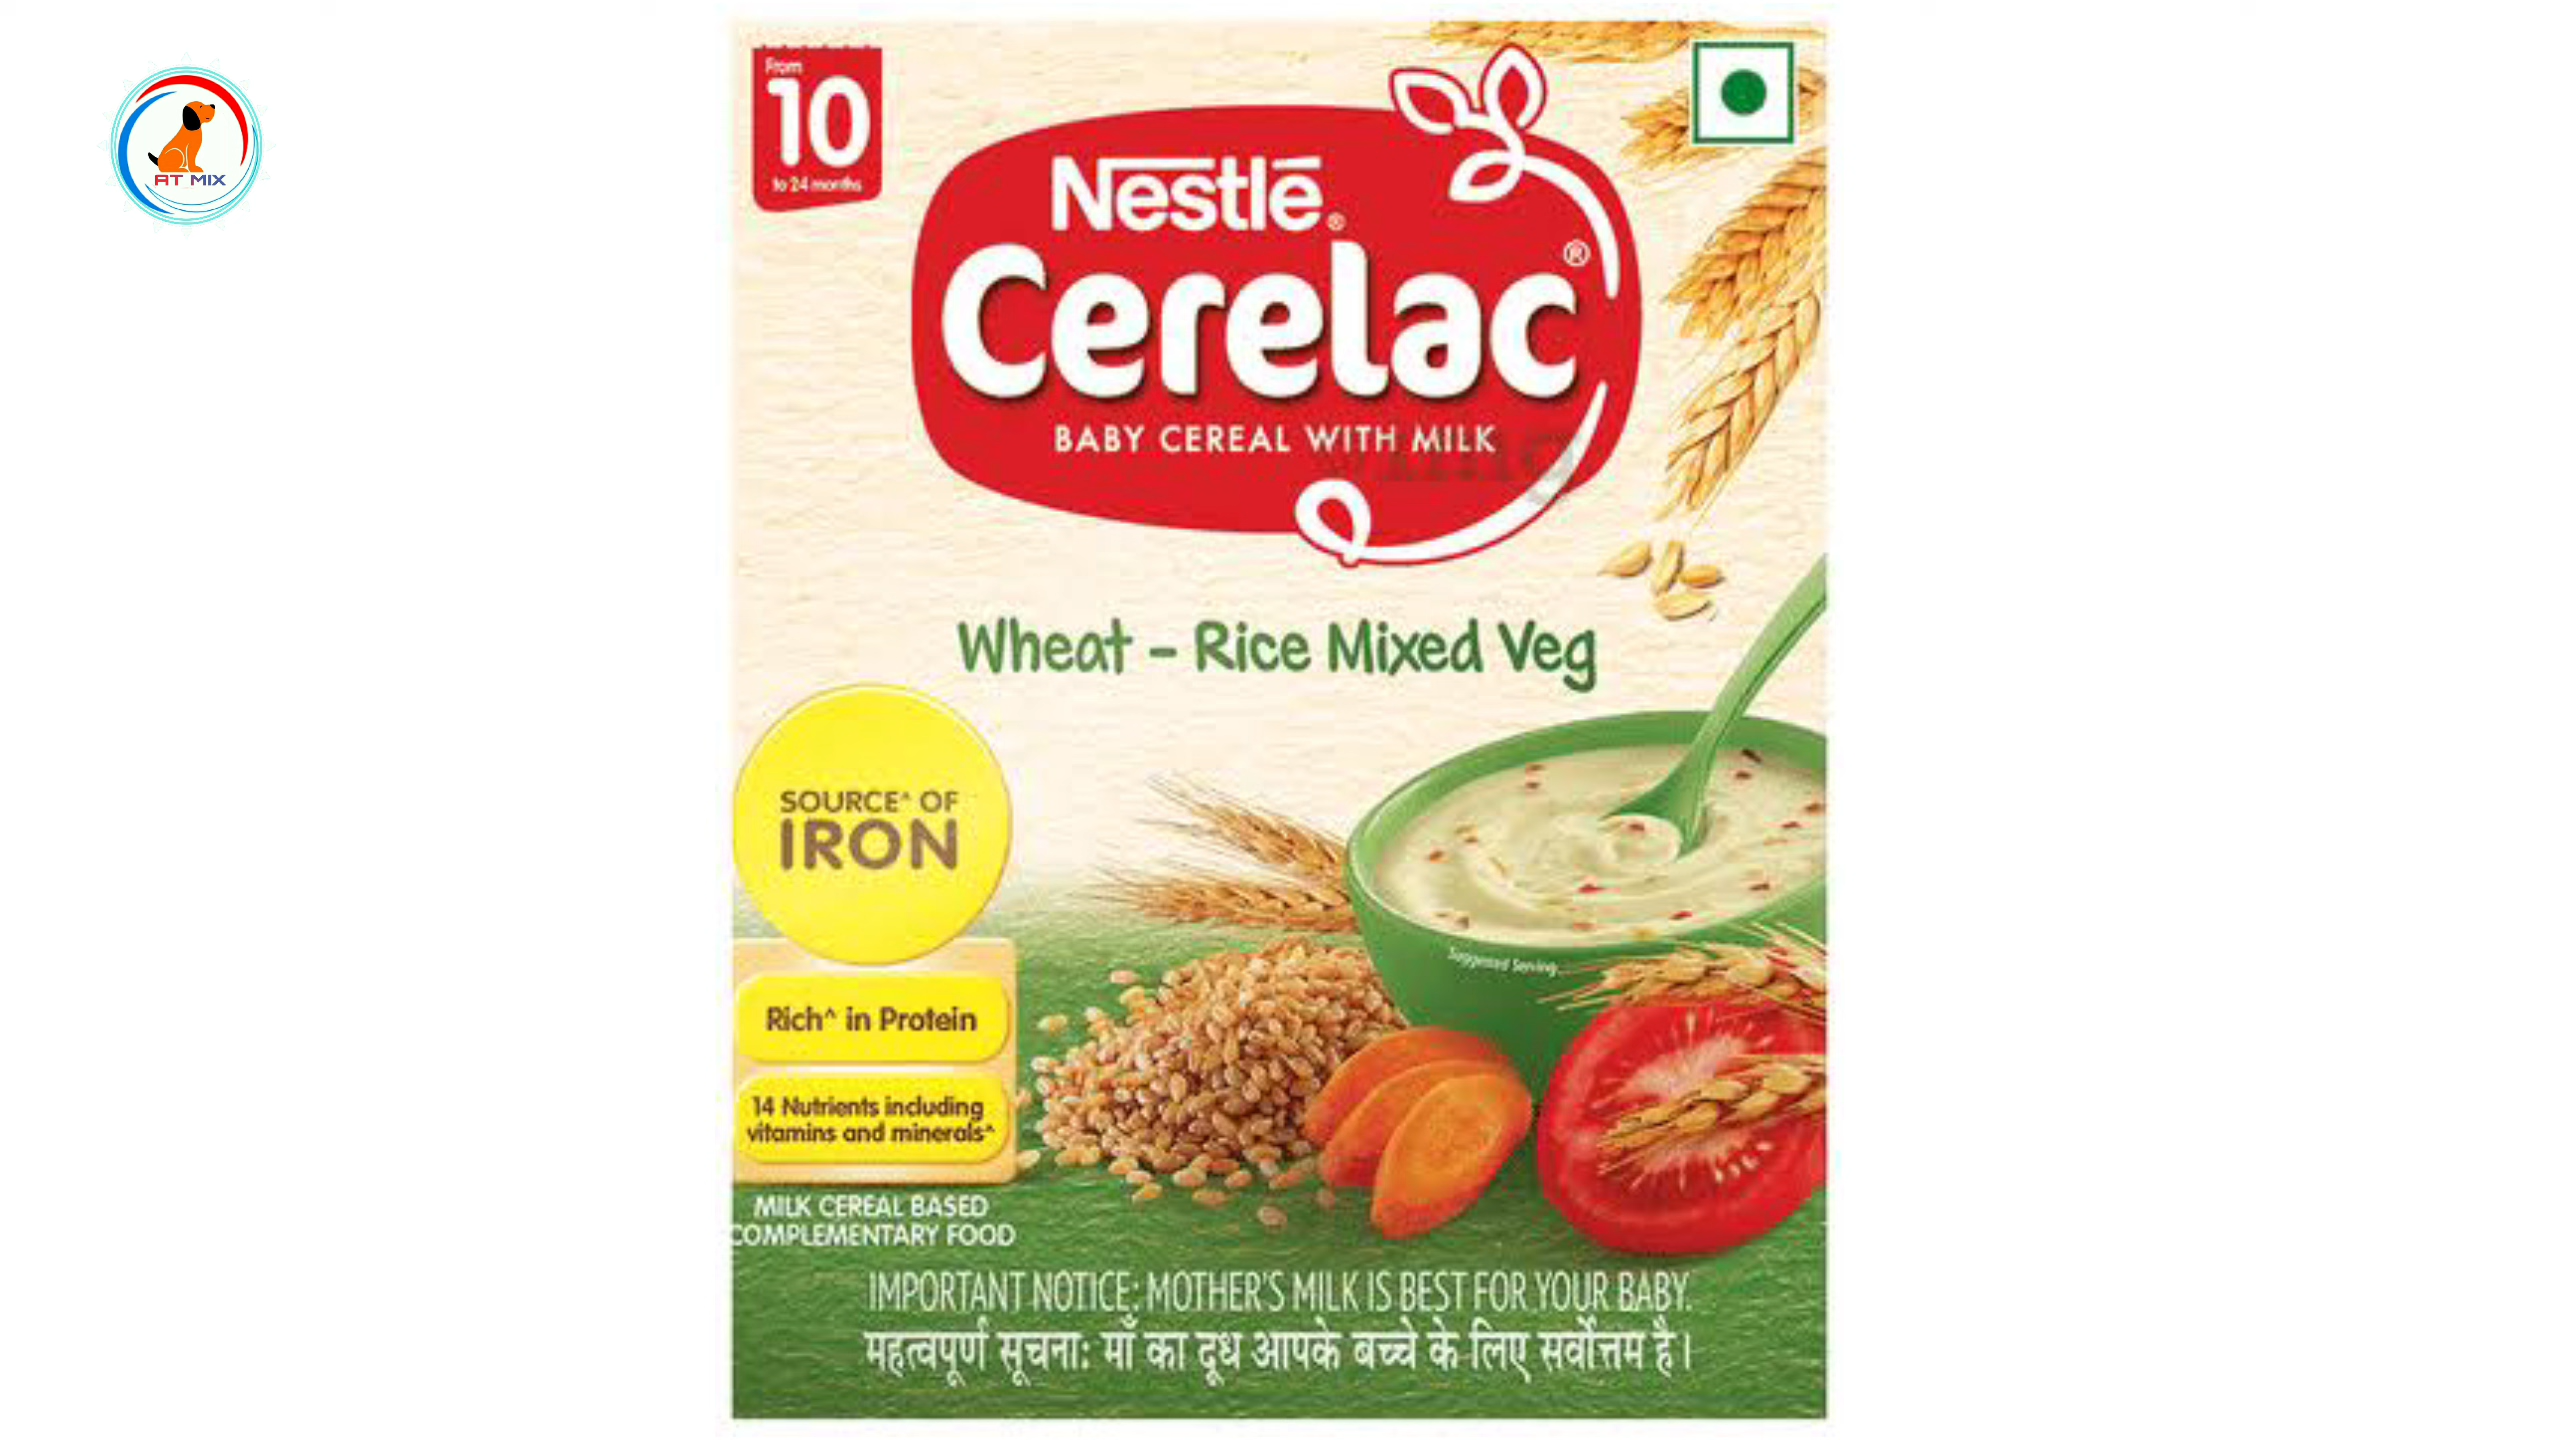 AT MIX
From
10
to 24 months
Nestlē®
Cerelac®
BABY CEREAL WITH MILK
Wheat - Rice Mixed Veg
SOURCE^ OF
IRON
Rich^ in Protein
14 Nutrients including
vitamins and minerals^
Suggested Serving
MILK CEREAL BASED
COMPLEMENTARY FOOD
IMPORTANT NOTICE: MOTHER'S MILK IS BEST FOR YOUR BABY.
महत्वपूर्ण सूचना: माँ का दूध आपके बच्चे के लिए सर्वोत्तम है।